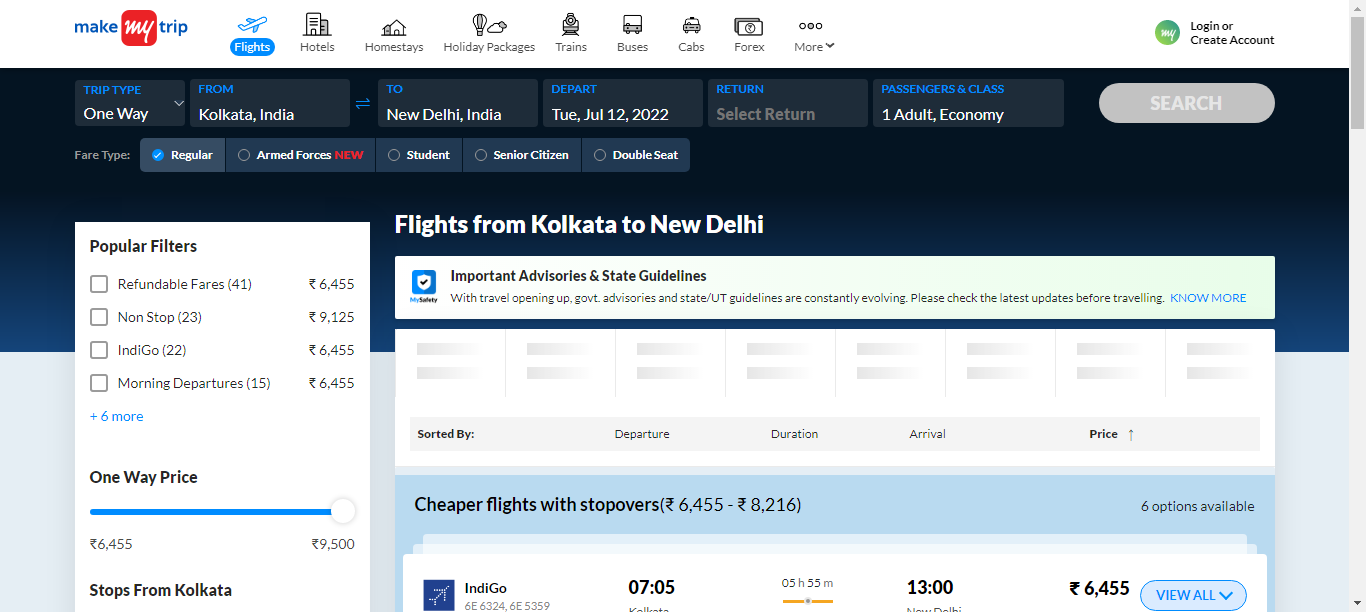 make my trip
Flights
Hotels
Homestays
Holiday Packages
Trains
Buses
Cabs
Forex
More
my
Login or
Create Account
TRIP TYPE
One Way
FROM
Kolkata, India
TO
New Delhi, India
DEPART
Tue, Jul 12, 2022
RETURN
Select Return
PASSENGERS & CLASS
1 Adult, Economy
SEARCH
Fare Type: Regular Armed Forces NEW Student Senior Citizen Double Seat
Popular Filters
Refundable Fares (41) ₹ 6,455
Non Stop (23) ₹ 9,125
IndiGo (22) ₹ 6,455
Morning Departures (15) ₹ 6,455
+ 6 more
One Way Price
₹6,455 ₹9,500
Stops From Kolkata
Flights from Kolkata to New Delhi
MySafety
Important Advisories & State Guidelines
With travel opening up, govt. advisories and state/UT guidelines are constantly evolving. Please check the latest updates before travelling. KNOW MORE
Sorted By: Departure Duration Arrival Price ↑
Cheaper flights with stopovers(₹ 6,455 - ₹ 8,216) 6 options available
IndiGo 07:05 05 h 55 m 13:00 ₹ 6,455 VIEW ALL
6E 6324, 6E 5359 Kolkata New Delhi